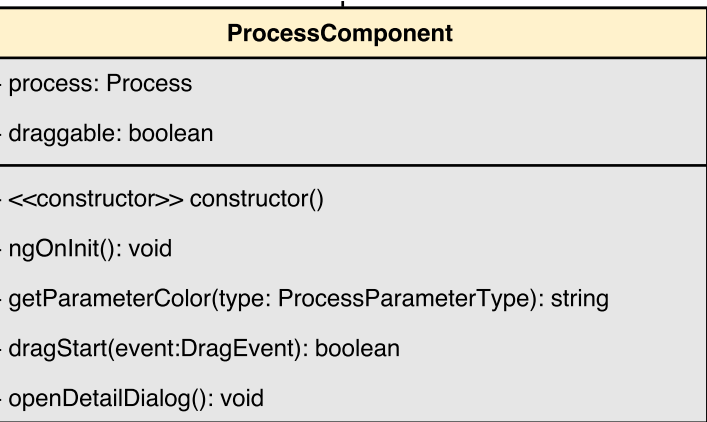 ProcessComponent
process: Process
draggable: boolean
<<constructor>> constructor()
ngOnInit(): void
getParameterColor(type: ProcessParameterType): string
dragStart(event:DragEvent): boolean
openDetailDialog(): void